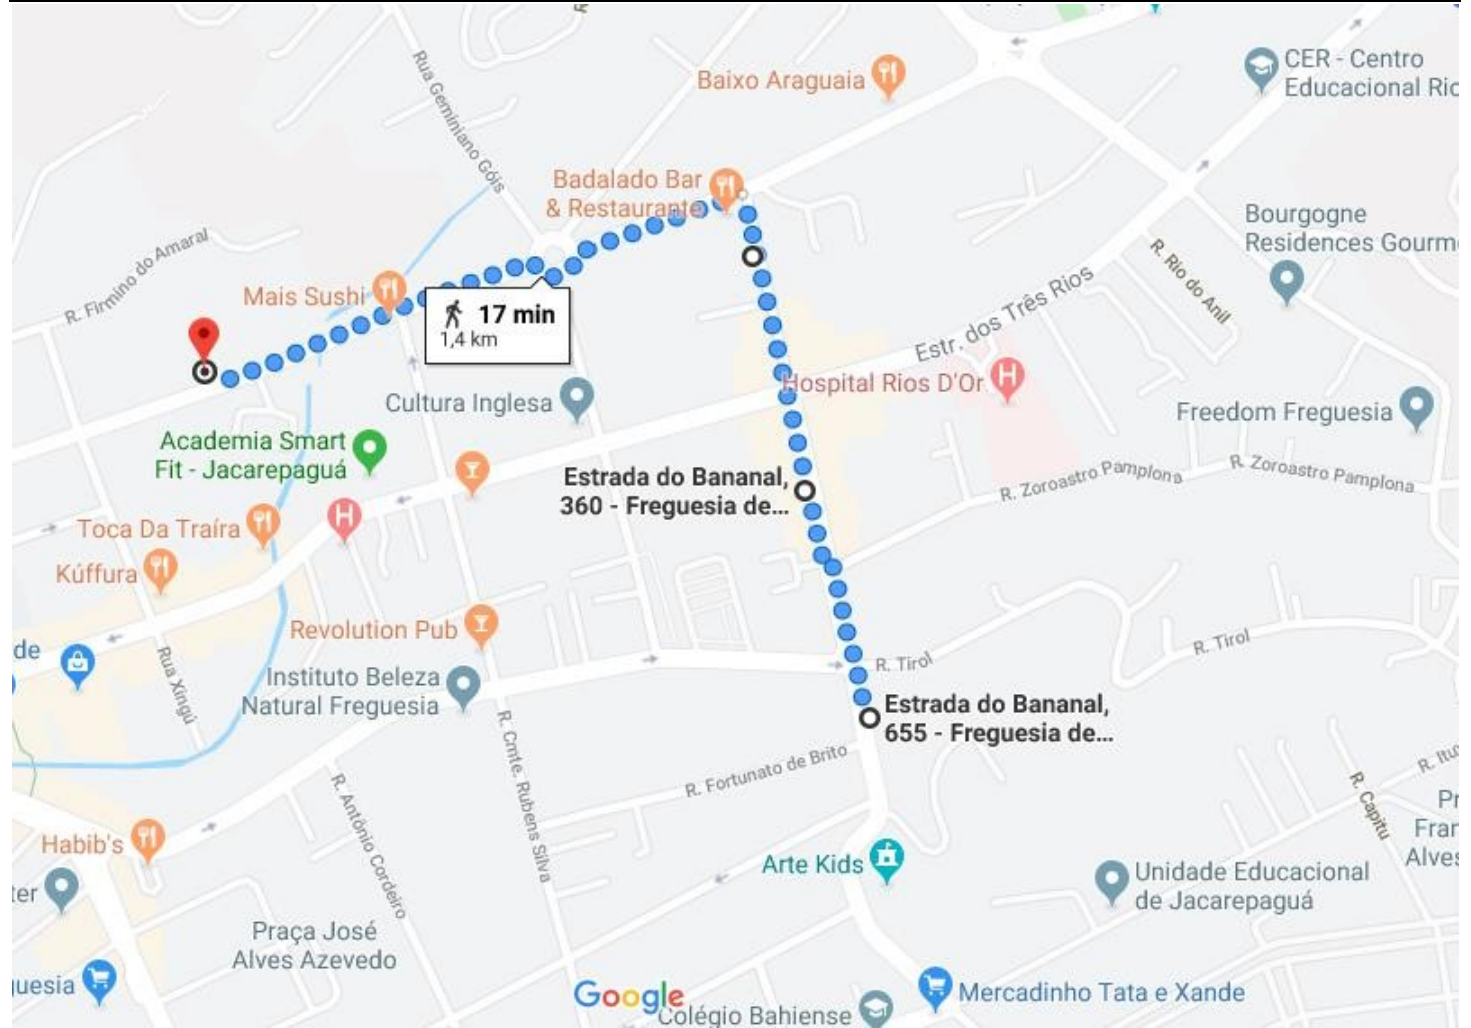 Rua Geminiano Góis
Baixo Araguaia
CER - Centro
Educacional Rio
Badalado Bar
& Restaurante
Bourgogne
Residences Gourm
R. Firmino do Amaral
R. Rio do Anil
Mais Sushi
17 min
1,4 km
Estr. dos Três Rios
Hospital Rios D'Or
Cultura Inglesa
Freedom Freguesia
Academia Smart
Fit - Jacarepaguá
Estrada do Bananal,
360 - Freguesia de...
R. Zoroastro Pamplona
R. Zoroastro Pamplona
Toca Da Traíra
Kúffura
Revolution Pub
de
R. Tirol
R. Tirol
Rua Xingú
Instituto Beleza
Natural Freguesia
Estrada do Bananal,
655 - Freguesia de...
R. Fortunato de Brito
R. Cmte. Rubens Silva
R. Antônio Cordeiro
R. Itu
R. Capitu
Pr
Fran
Alves
Habib's
Arte Kids
Unidade Educacional
de Jacarepaguá
ter
Praça José
Alves Azevedo
guesia
Google
Colégio Bahiense
Mercadinho Tata e Xande